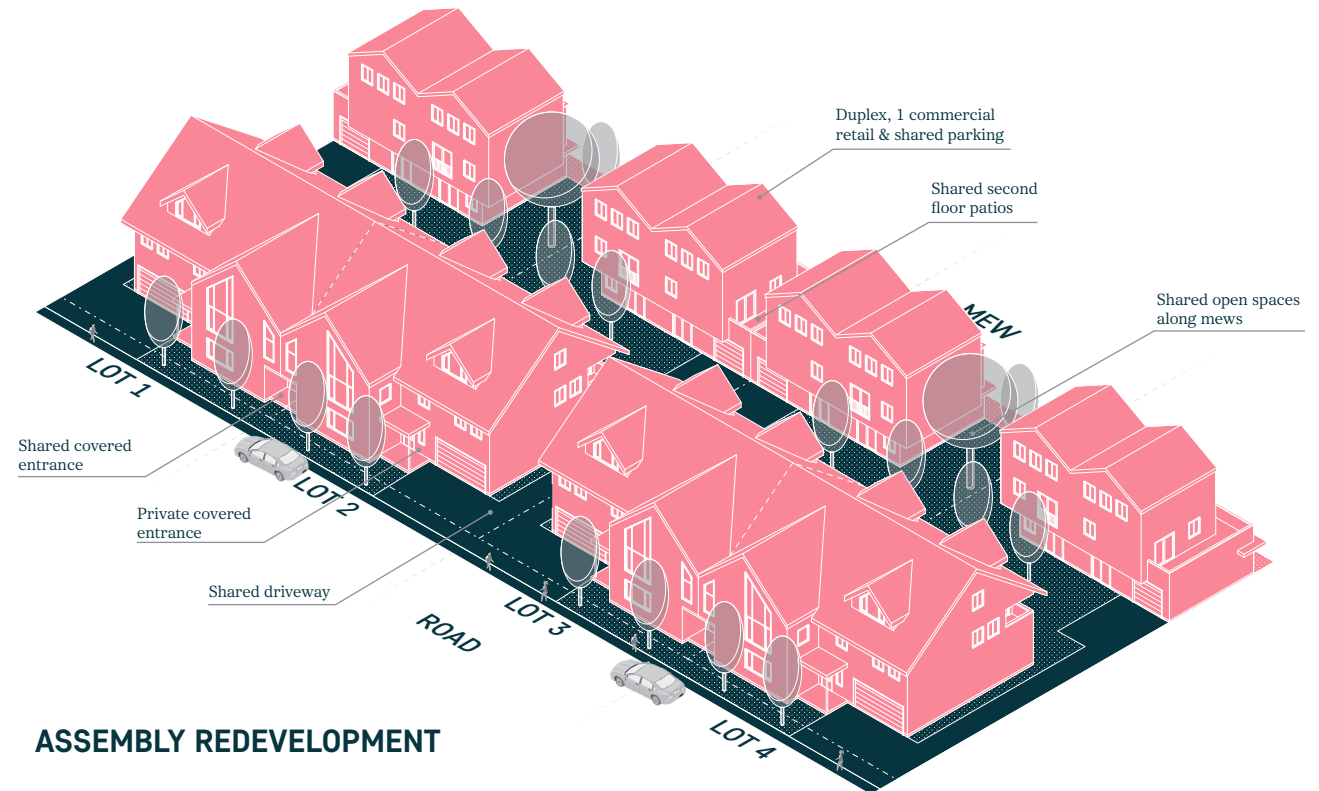 Duplex, 1 commercial
retail & shared parking
Shared second
floor patios
MEW
Shared open spaces
along mews
LOT 1
Shared covered
entrance
LOT 2
Private covered
entrance
Shared driveway
LOT 3
ROAD
LOT 4
ASSEMBLY REDEVELOPMENT